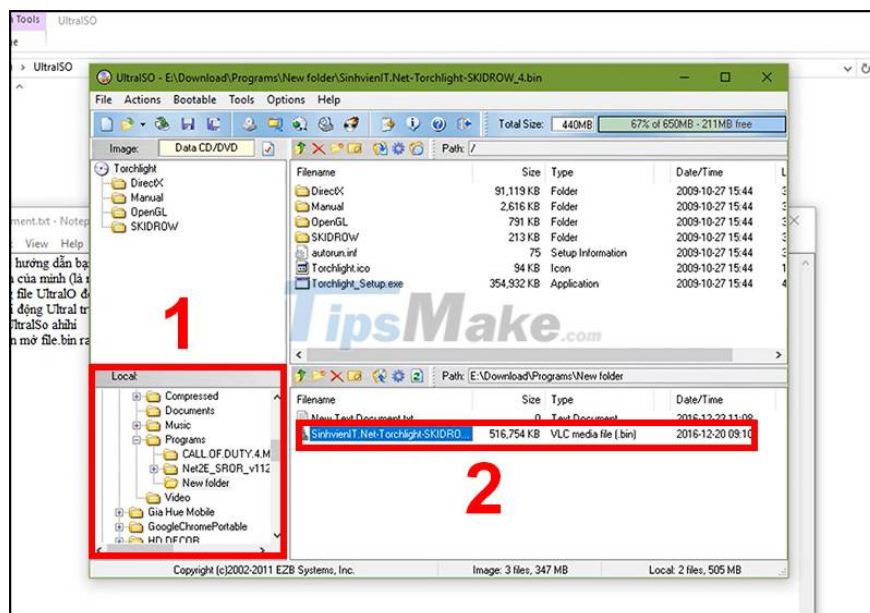 Tools UltraISO
UltraISO
UltraISO - E:\Download\Programs\New folder\SinhvienIT.Net-Torchlight-SKIDROW_4.bin
File Actions Bootable Tools Options Help
Total Size: 440MB 67% of 650MB - 211MB free
Image: Data CD/DVD Path: /
Torchlight
DirectX
Manual
OpenGL
SKIDROW
Filename Size Type Date/Time
DirectX 91,119 KB Folder 2009-10-27 15:44
Manual 2,616 KB Folder 2009-10-27 15:44
OpenGL 791 KB Folder 2009-10-27 15:44
SKIDROW 213 KB Folder 2009-10-27 15:44
autorun.inf 75 Setup Information 2009-10-27 15:44
Torchlight.ico 94 KB Icon 2009-10-27 15:44
Torchlight_Setup.exe 354,932 KB Application 2009-10-27 15:44
ment.txt - Notep
View Help
hướng dẫn bạ
của mình (là r
file UltraIO đ
i động Ultral tr
UltralSo ahihi
n mở file.bin ra
TipsMake.com
1
Local:
Compressed
Documents
Music
Programs
CALL.OF.DUTY.4.M
Net2E_SROR_v112
New folder
Video
Gia Hue Mobile
GoogleChromePortable
HD DECOR
Path: E:\Download\Programs\New folder
Filename Size Type Date/Time
New Text Document.txt 0 Text Document 2016-12-23 11:08
SinhvienIT.Net-Torchlight-SKIDRO... 516,754 KB VLC media file (.bin) 2016-12-20 09:10
2
Copyright (c)2002-2011 EZB Systems, Inc. Image: 3 files, 347 MB Local: 2 files, 505 MB